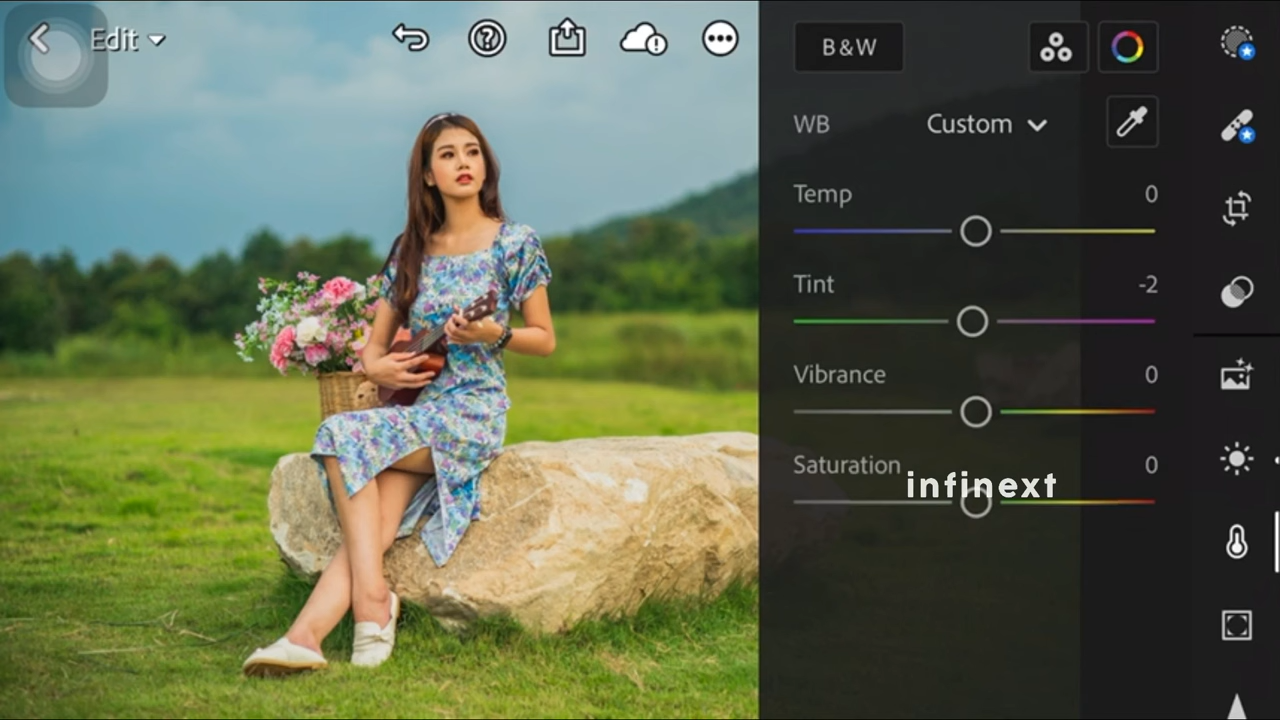 Edit
B&W
WB Custom
Temp 0
Tint -2
Vibrance 0
Saturation 0
infinext